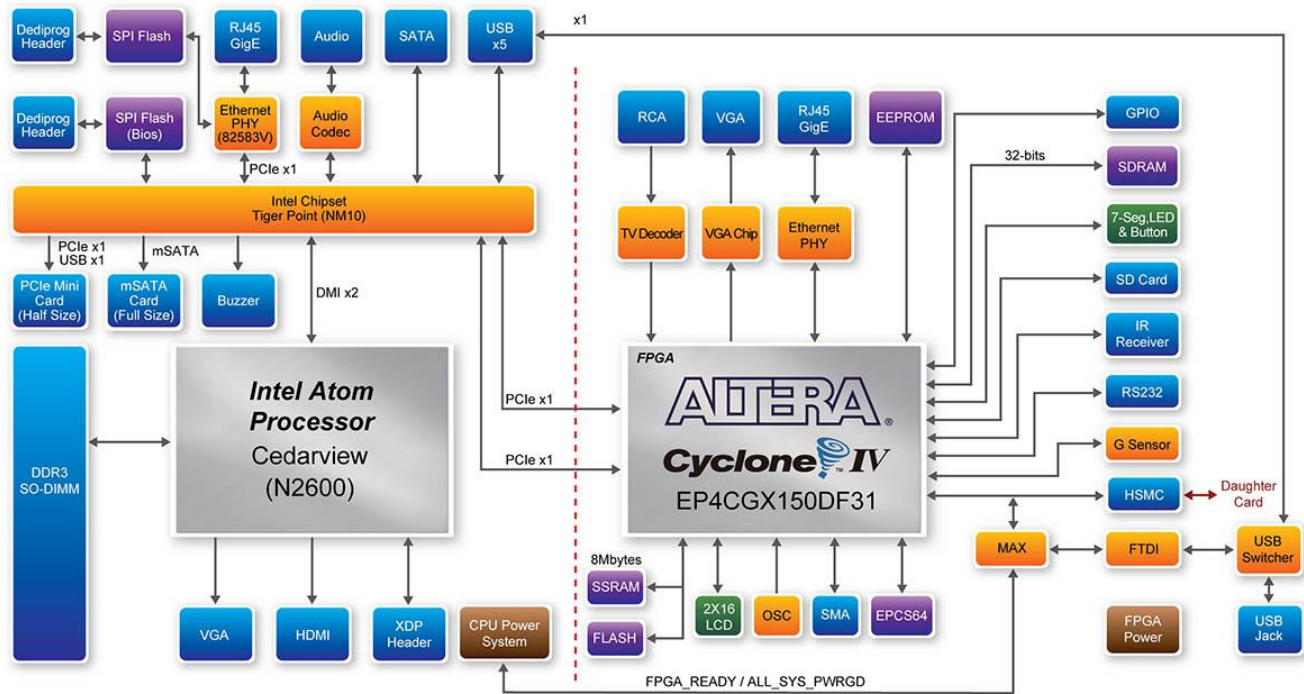 Dediprog
Header
SPI Flash
RJ45
GigE
Audio
SATA
USB
x5
x1
Dediprog
Header
SPI Flash
(Bios)
Ethernet
PHY
(82583V)
Audio
Codec
PCIe x1
Intel Chipset
Tiger Point (NM10)
PCIe x1
USB x1
mSATA
PCIe Mini
Card
(Half Size)
mSATA
Card
(Full Size)
Buzzer
DMI x2
DDR3
SO-DIMM
Intel Atom
Processor
Cedarview
(N2600)
VGA
HDMI
XDP
Header
CPU Power
System
PCIe x1
PCIe x1
RCA
VGA
RJ45
GigE
EEPROM
TV Decoder
VGA Chip
Ethernet
PHY
FPGA
ALTERA®
Cyclone™ IV
EP4CGX150DF31
32-bits
GPIO
SDRAM
7-Seg,LED
& Button
SD Card
IR
Receiver
RS232
G Sensor
HSMC
Daughter
Card
MAX
FTDI
USB
Switcher
8Mbytes
SSRAM
FLASH
2X16
LCD
OSC
SMA
EPCS64
FPGA
Power
USB
Jack
FPGA_READY / ALL_SYS_PWRGD